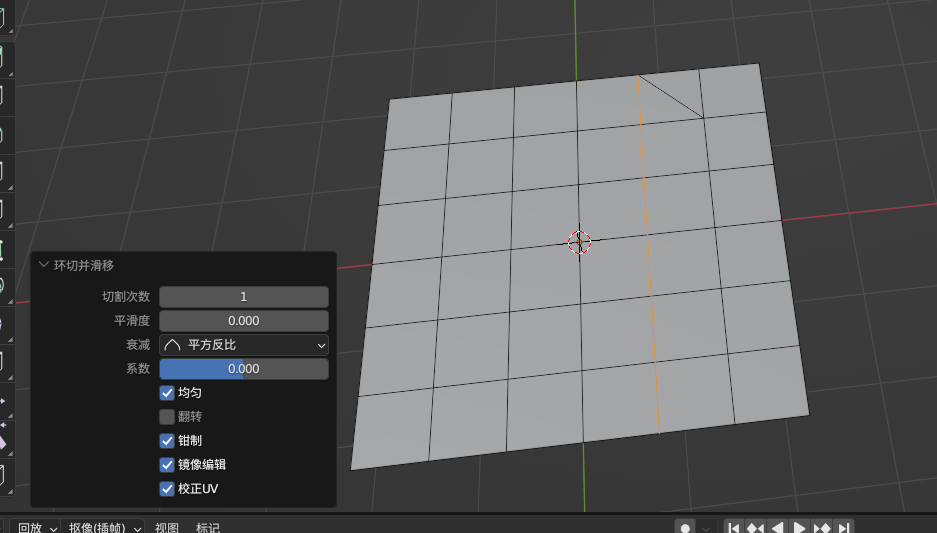 环切并滑移
切割次数 1
平滑度 0.000
衰减 平方反比
系数 0.000
均匀
翻转
钳制
镜像编辑
校正UV
回放 抠像(插帧) 视图 标记